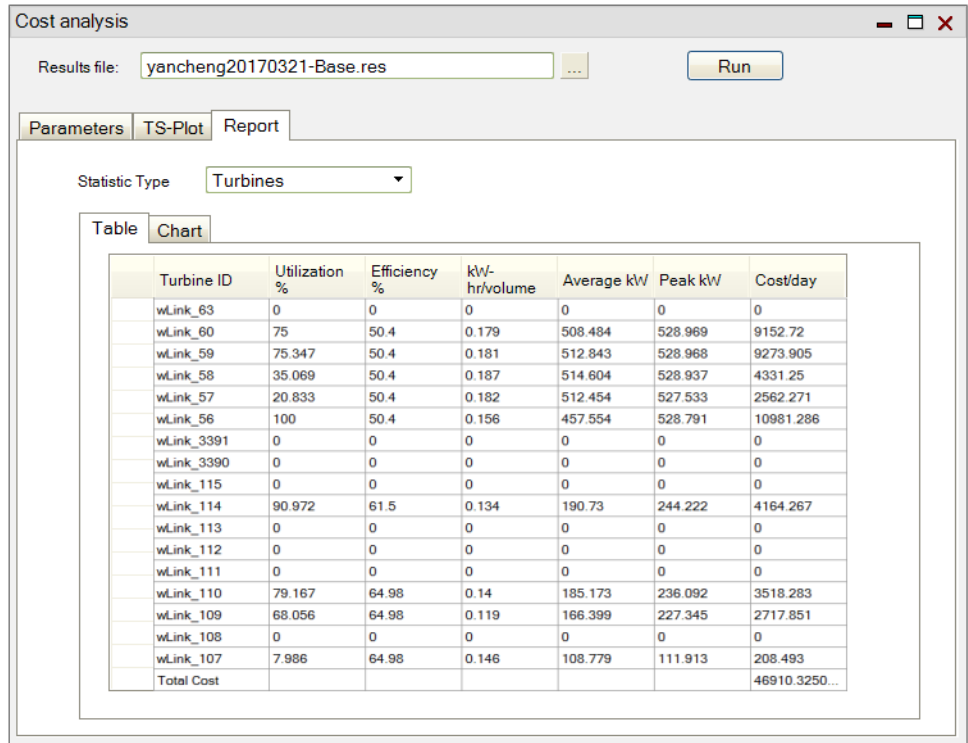 Cost analysis
Results file: yancheng20170321-Base.res ... Run
Parameters TS-Plot Report
Statistic Type Turbines
Table Chart
Turbine ID Utilization % Efficiency % kW-hr/volume Average kW Peak kW Cost/day
wLink_63 0 0 0 0 0 0
wLink_60 75 50.4 0.179 508.484 528.969 9152.72
wLink_59 75.347 50.4 0.181 512.843 528.968 9273.905
wLink_58 35.069 50.4 0.187 514.604 528.937 4331.25
wLink_57 20.833 50.4 0.182 512.454 527.533 2562.271
wLink_56 100 50.4 0.156 457.554 528.791 10981.286
wLink_3391 0 0 0 0 0 0
wLink_3390 0 0 0 0 0 0
wLink_115 0 0 0 0 0 0
wLink_114 90.972 61.5 0.134 190.73 244.222 4164.267
wLink_113 0 0 0 0 0 0
wLink_112 0 0 0 0 0 0
wLink_111 0 0 0 0 0 0
wLink_110 79.167 64.98 0.14 185.173 236.092 3518.283
wLink_109 68.056 64.98 0.119 166.399 227.345 2717.851
wLink_108 0 0 0 0 0 0
wLink_107 7.986 64.98 0.146 108.779 111.913 208.493
Total Cost 46910.3250...